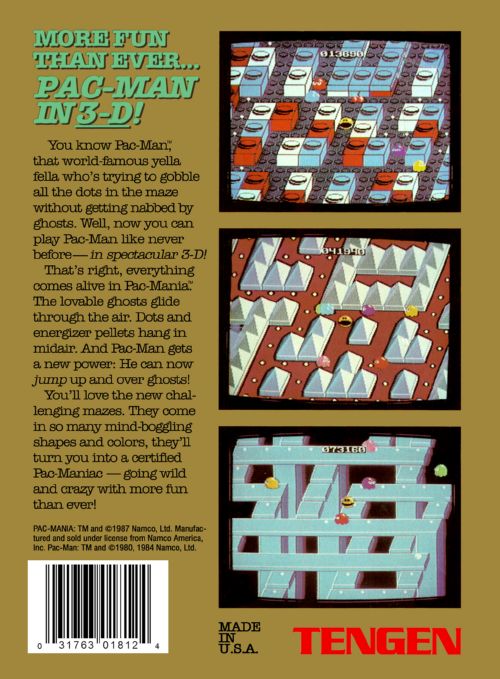 MORE FUN
THAN EVER...
PAC-MAN
IN 3-D!
You know Pac-Man,™
that world-famous yella
fella who's trying to gobble
all the dots in the maze
without getting nabbed by
ghosts. Well, now you can
play Pac-Man like never
before—in spectacular 3-D!
That's right, everything
comes alive in Pac-Mania.™
The lovable ghosts glide
through the air. Dots and
energizer pellets hang in
midair. And Pac-Man gets
a new power: He can now
jump up and over ghosts!
You'll love the new chal-
lenging mazes. They come
in so many mind-boggling
shapes and colors, they'll
turn you into a certified
Pac-Maniac — going wild
and crazy with more fun
than ever!
PAC-MANIA: TM and ©1987 Namco, Ltd. Manufac-
tured and sold under license from Namco America,
Inc. Pac-Man: TM and ©1980, 1984 Namco, Ltd.
0 31763 01812 4
013690
041940
073160
MADE
IN
U.S.A.
TENGEN